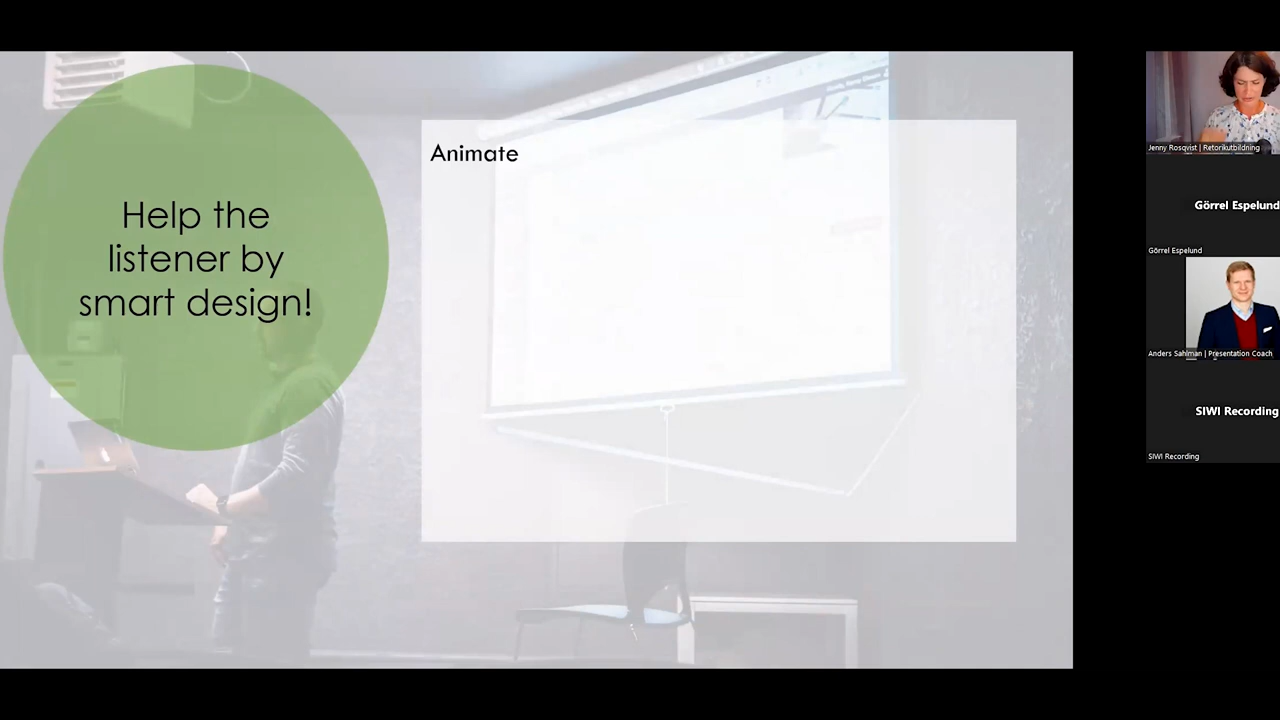 Help the
listener by
smart design!
Animate
Jenny Rosqvist | Retorikutbildning
Görrel Espelund
Görrel Espelund
Anders Sahlman | Presentation Coach
SIWI Recording
SIWI Recording